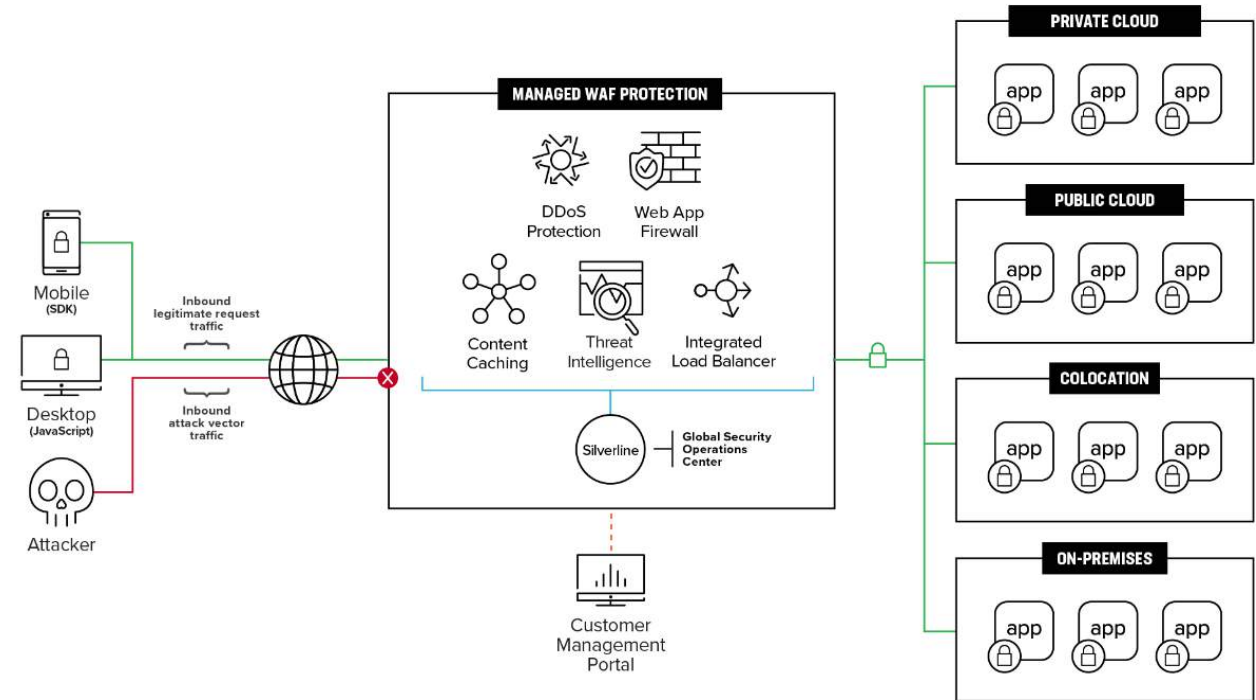 Mobile
(SDK)
Desktop
(JavaScript)
Attacker
Inbound
legitimate request
traffic
Inbound
attack vector
traffic
MANAGED WAF PROTECTION
DDoS
Protection
Web App
Firewall
Content
Caching
Threat
Intelligence
Integrated
Load Balancer
Silverline
Global Security
Operations
Center
Customer
Management
Portal
PRIVATE CLOUD
app
app
app
PUBLIC CLOUD
app
app
app
COLOCATION
app
app
app
ON-PREMISES
app
app
app